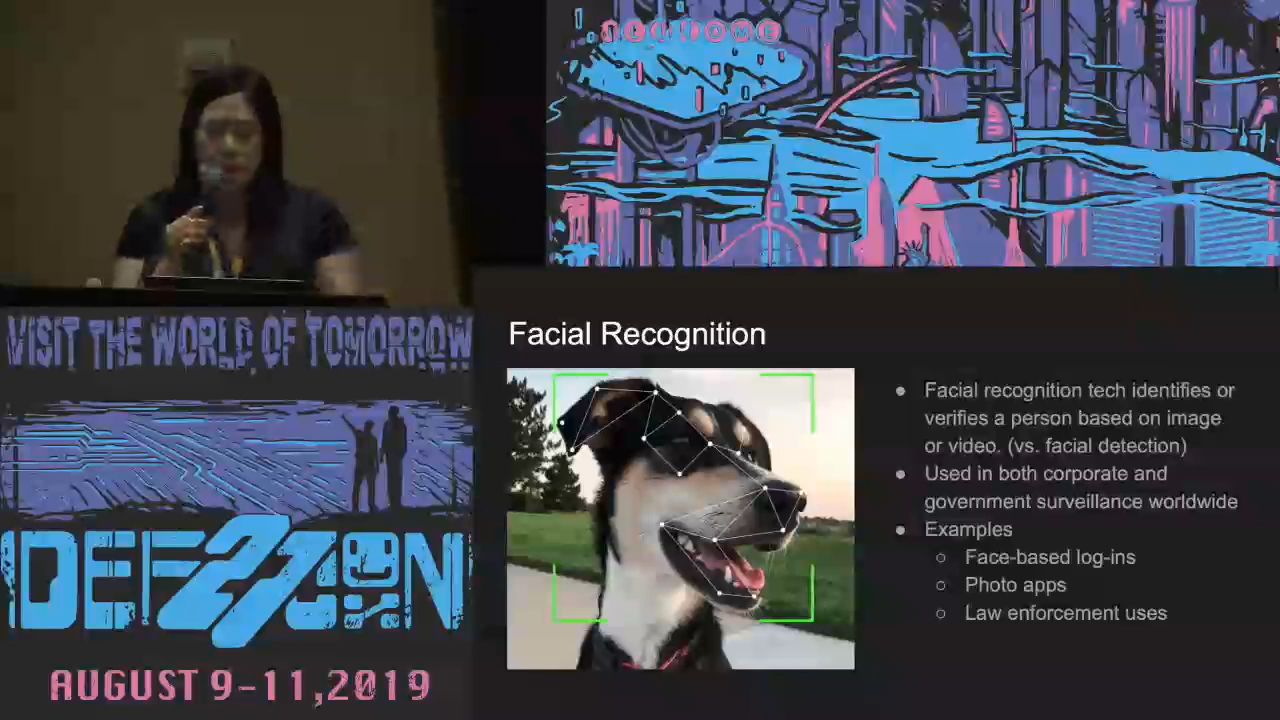 WELCOME
VISIT THE WORLD OF TOMORROW
DEF CON
27
AUGUST 9-11,2019
Facial Recognition
● Facial recognition tech identifies or
verifies a person based on image
or video. (vs. facial detection)
● Used in both corporate and
government surveillance worldwide
● Examples
○ Face-based log-ins
○ Photo apps
○ Law enforcement uses